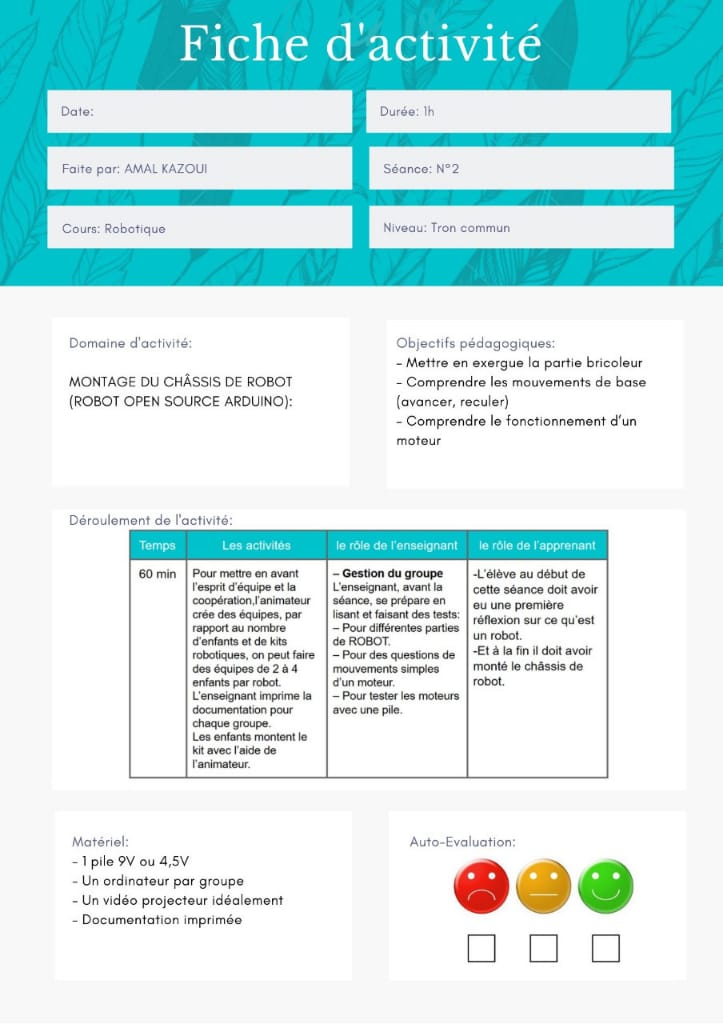 Fiche d'activité
Date:
Durée: 1h
Faite par: AMAL KAZOUI
Séance: N°2
Cours: Robotique
Niveau: Tron commun
Domaine d'activité:
MONTAGE DU CHÂSSIS DE ROBOT
(ROBOT OPEN SOURCE ARDUINO):
Objectifs pédagogiques:
- Mettre en exergue la partie bricoleur
- Comprendre les mouvements de base
(avancer, reculer)
- Comprendre le fonctionnement d’un
moteur
Déroulement de l'activité:
Temps
Les activités
le rôle de l’enseignant
le rôle de l’apprenant
60 min
Pour mettre en avant
l’esprit d’équipe et la
coopération,l’animateur
crée des équipes, par
rapport au nombre
d’enfants et de kits
robotiques, on peut faire
des équipes de 2 à 4
enfants par robot.
L’enseignant imprime la
documentation pour
chaque groupe.
Les enfants montent le
kit avec l’aide de
l’animateur.
– Gestion du groupe
L’enseignant, avant la
séance, se prépare en
lisant et faisant des tests:
– Pour différentes parties
de ROBOT.
– Pour des questions de
mouvements simples
d’un moteur.
– Pour tester les moteurs
avec une pile.
-L’élève au début de
cette séance doit avoir
eu une première
réflexion sur ce qu’est
un robot.
-Et à la fin il doit avoir
monté le châssis de
robot.
Matériel:
- 1 pile 9V ou 4,5V
- Un ordinateur par groupe
- Un vidéo projecteur idéalement
- Documentation imprimée
Auto-Evaluation: